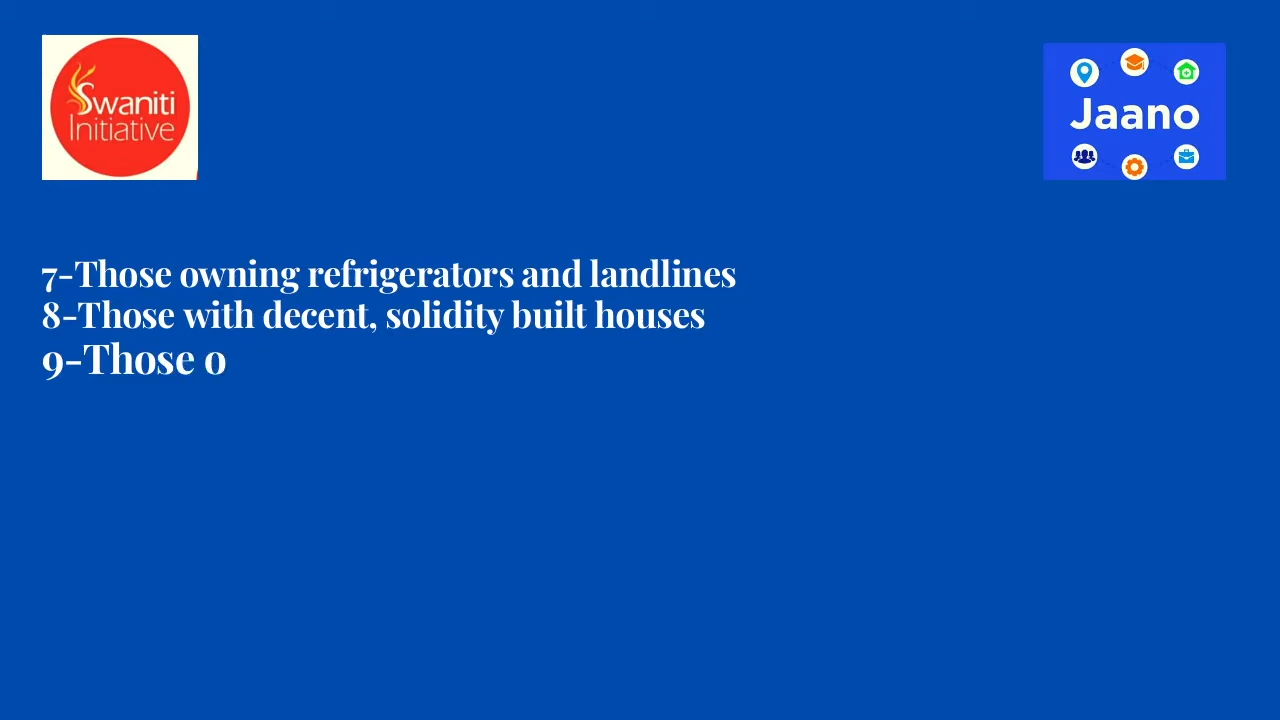 Swaniti
Initiative
Jaano
7-Those owning refrigerators and landlines
8-Those with decent, solidity built houses
9-Those o